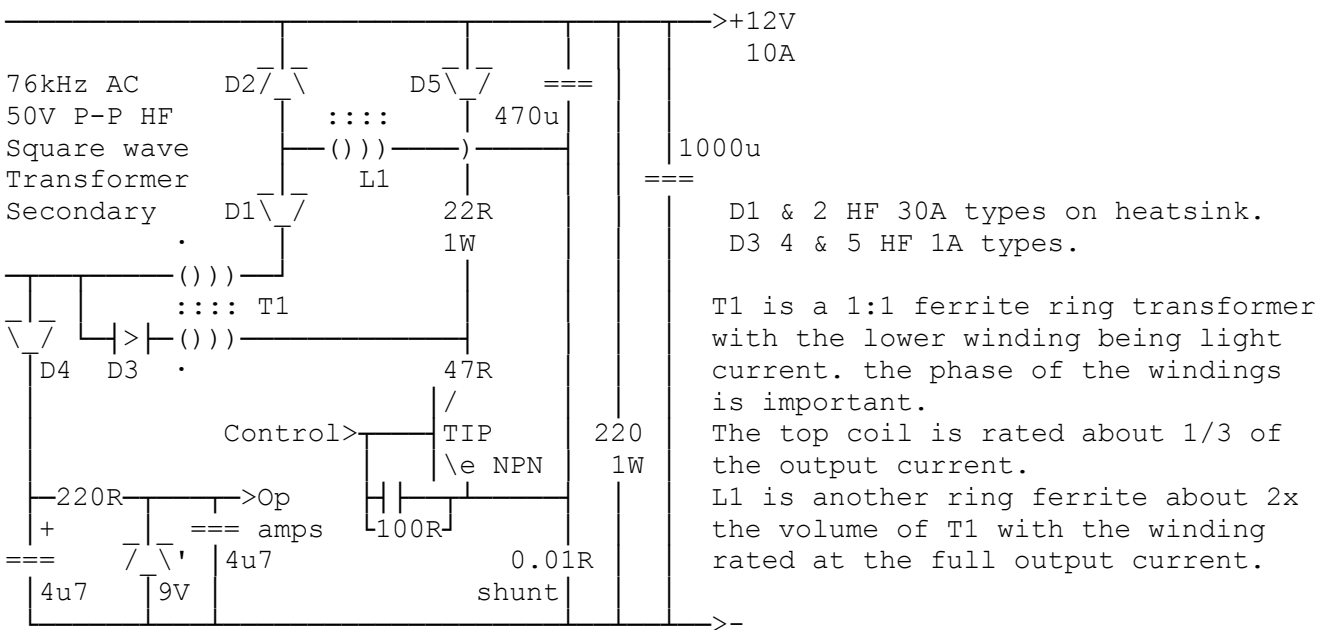 >+12V
10A
76kHz AC D2 D5 ===
50V P-P HF :::: 470u
Square wave ())) ) 1000u
Transformer L1 ===
Secondary D1 22R D1 & 2 HF 30A types on heatsink.
· 1W D3 4 & 5 HF 1A types.
()))
:::: T1 T1 is a 1:1 ferrite ring transformer
> ())) with the lower winding being light
D4 D3 · 47R current. the phase of the windings
/ is important.
Control> TIP 220 The top coil is rated about 1/3 of
\e NPN 1W the output current.
220R >Op L1 is another ring ferrite about 2x
+ === amps 100R the volume of T1 with the winding
=== ' 4u7 0.01R rated at the full output current.
4u7 9V shunt
>-